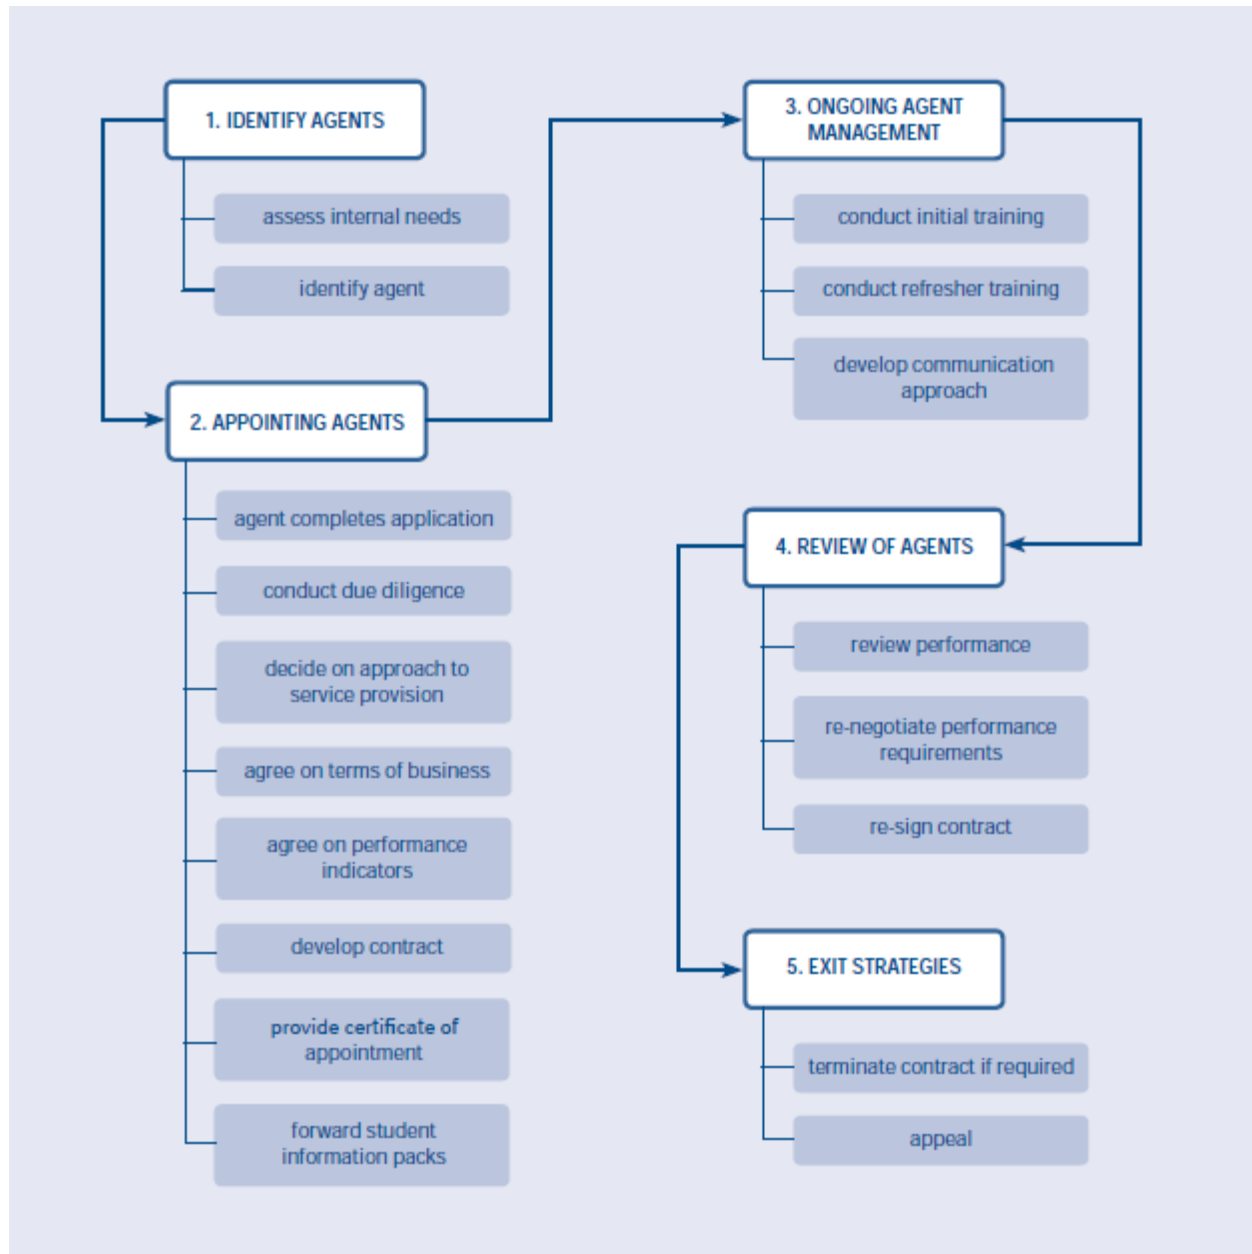 1. IDENTIFY AGENTS
assess internal needs
identify agent
2. APPOINTING AGENTS
agent completes application
conduct due diligence
decide on approach to
service provision
agree on terms of business
agree on performance
indicators
develop contract
provide certificate of
appointment
forward student
information packs
3. ONGOING AGENT
MANAGEMENT
conduct initial training
conduct refresher training
develop communication
approach
4. REVIEW OF AGENTS
review performance
re-negotiate performance
requirements
re-sign contract
5. EXIT STRATEGIES
terminate contract if required
appeal